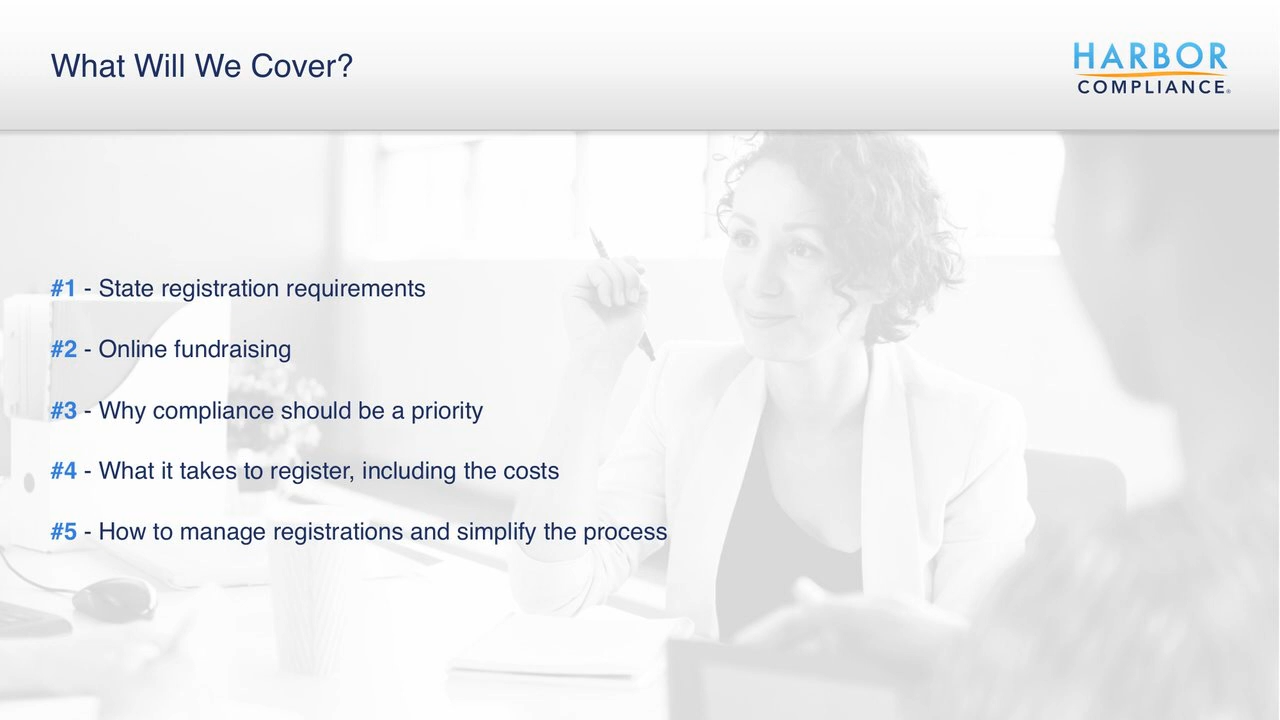 What Will We Cover?
HARBOR
COMPLIANCE®
#1 - State registration requirements
#2 - Online fundraising
#3 - Why compliance should be a priority
#4 - What it takes to register, including the costs
#5 - How to manage registrations and simplify the process